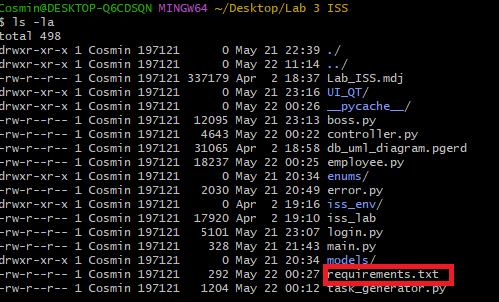 Cosmin@DESKTOP-Q6CDSQN MINGW64 ~/Desktop/Lab 3 ISS
$ ls -la
total 498
drwxr-xr-x 1 Cosmin 197121 0 May 21 22:39 ./
drwxr-xr-x 1 Cosmin 197121 0 May 22 11:14 ../
-rw-r--r-- 1 Cosmin 197121 337179 Apr 2 18:37 Lab_ISS.mdj
drwxr-xr-x 1 Cosmin 197121 0 May 21 23:16 UI_QT/
drwxr-xr-x 1 Cosmin 197121 0 May 22 00:26 __pycache__/
-rw-r--r-- 1 Cosmin 197121 12095 May 21 23:13 boss.py
-rw-r--r-- 1 Cosmin 197121 4643 May 22 00:22 controller.py
-rw-r--r-- 1 Cosmin 197121 31065 Apr 2 18:58 db_uml_diagram.pgerd
-rw-r--r-- 1 Cosmin 197121 18237 May 22 00:25 employee.py
drwxr-xr-x 1 Cosmin 197121 0 May 21 20:34 enums/
-rw-r--r-- 1 Cosmin 197121 2030 May 21 20:49 error.py
drwxr-xr-x 1 Cosmin 197121 0 Apr 2 19:16 iss_env/
-rw-r--r-- 1 Cosmin 197121 17920 Apr 2 19:10 iss_lab
-rw-r--r-- 1 Cosmin 197121 5101 May 21 23:07 login.py
-rw-r--r-- 1 Cosmin 197121 328 May 21 21:43 main.py
drwxr-xr-x 1 Cosmin 197121 0 May 21 20:34 models/
-rw-r--r-- 1 Cosmin 197121 292 May 22 00:27 requirements.txt
-rw-r--r-- 1 Cosmin 197121 1204 May 22 00:12 task_generator.py